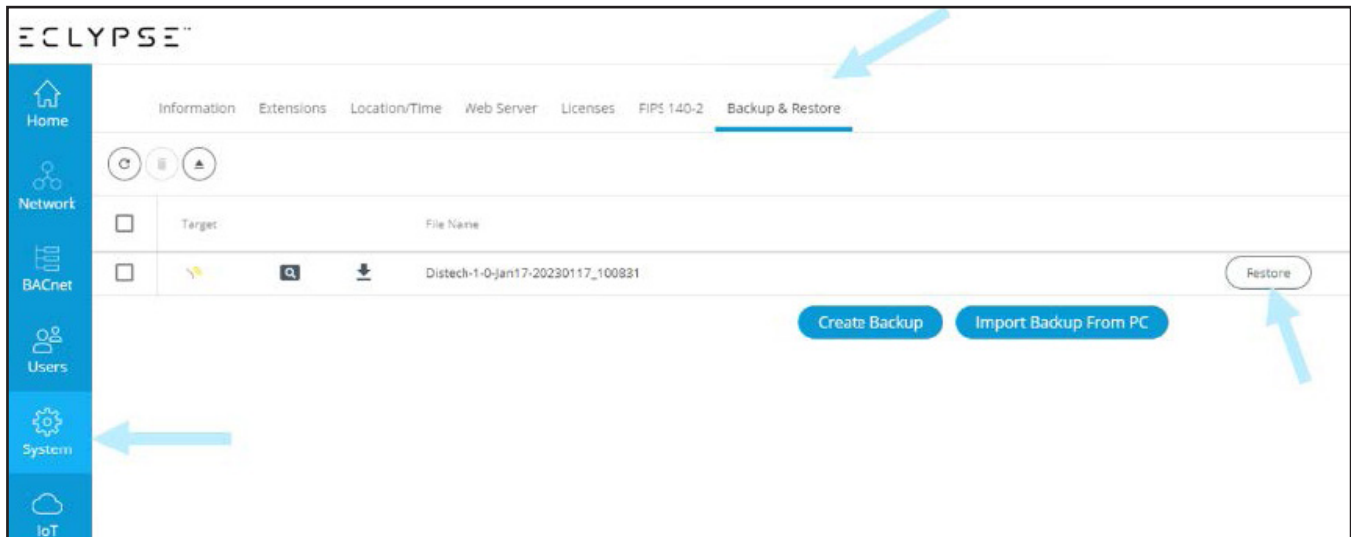 ECLYPSE™
Home
Network
BACnet
Users
System
IoT
Information Extensions Location/Time Web Server Licenses FIPS 140-2 Backup & Restore
Target File Name
Distech-1-0-Jan17-20230117_100831 Restore
Create Backup Import Backup From PC